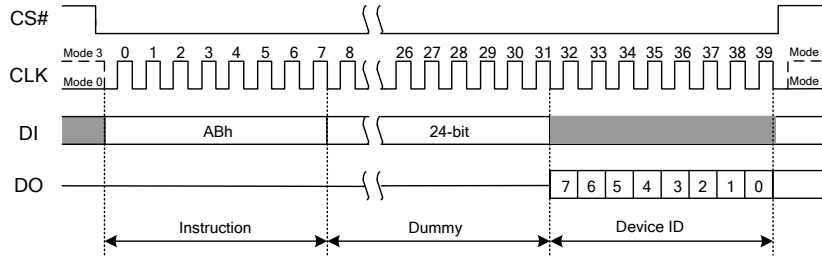 CS#
Mode 3 0 1 2 3 4 5 6 7 8 26 27 28 29 30 31 32 33 34 35 36 37 38 39 Mode
CLK
Mode 0 Mode
DI ABh 24-bit
DO 7 6 5 4 3 2 1 0
Instruction Dummy Device ID